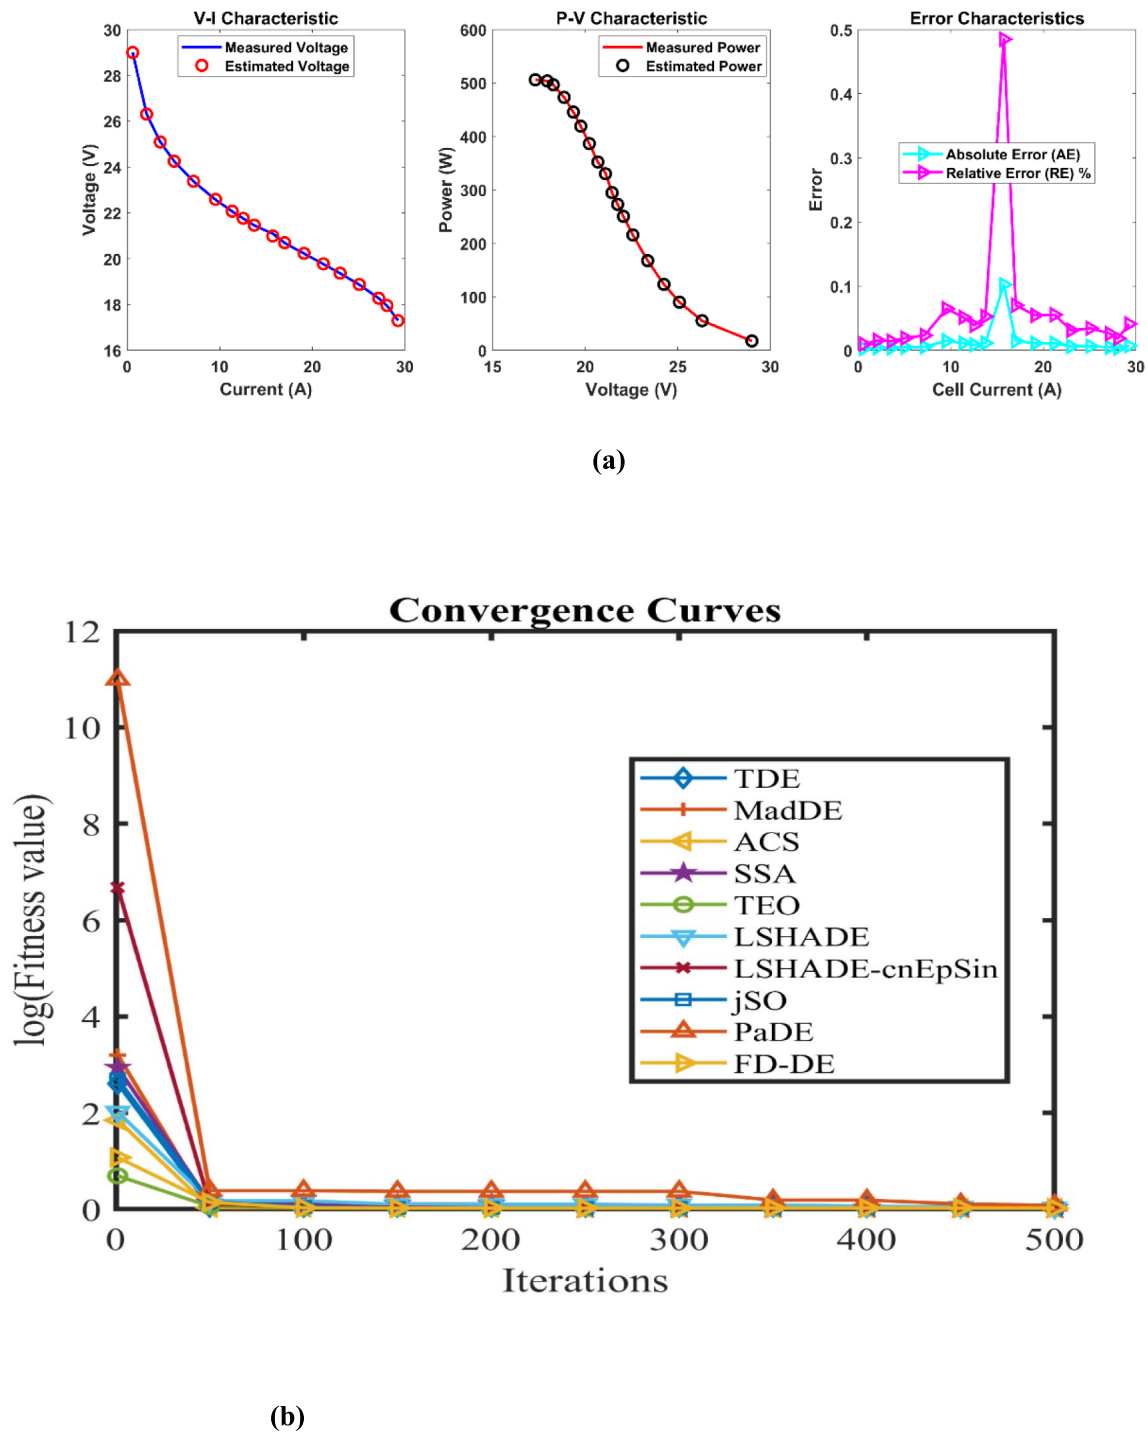 V-I Characteristic
30
28
26
24
22
20
18
16
Voltage (V)
Measured Voltage
Estimated Voltage
0
10
20
30
Current (A)
P-V Characteristic
600
500
400
300
200
100
0
Power (W)
Measured Power
Estimated Power
15
20
25
30
Voltage (V)
Error Characteristics
0.5
0.4
0.3
0.2
0.1
0
Error
Absolute Error (AE)
Relative Error (RE) %
0
10
20
30
Cell Current (A)
(a)
Convergence Curves
12
10
8
6
4
2
0
log(Fitness value)
TDE
MadDE
ACS
SSA
TEO
LSHADE
LSHADE-cnEpSin
jSO
PaDE
FD-DE
0
100
200
300
400
500
Iterations
(b)